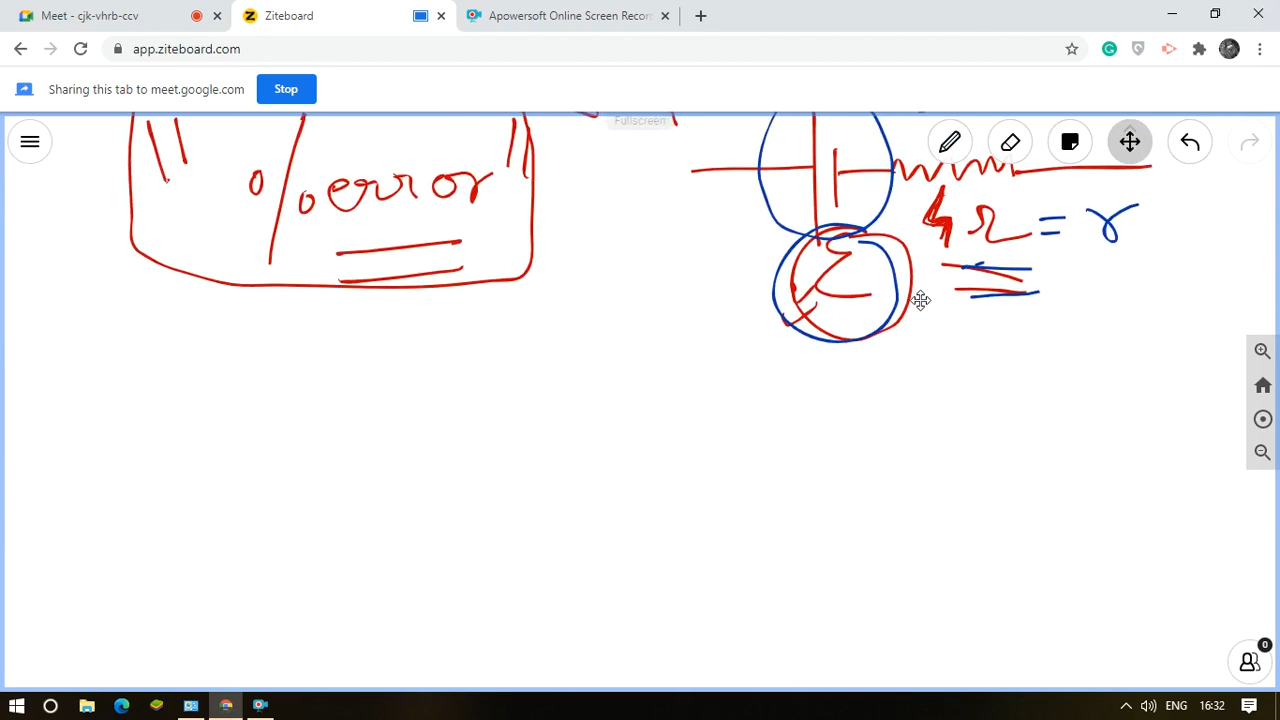 Meet - cjk-vhrb-ccv
Ziteboard
Apowersoft Online Screen Recor
app.ziteboard.com
Sharing this tab to meet.google.com
Stop
Fullscreen
% error
4Ω = r
0
ENG
16:32